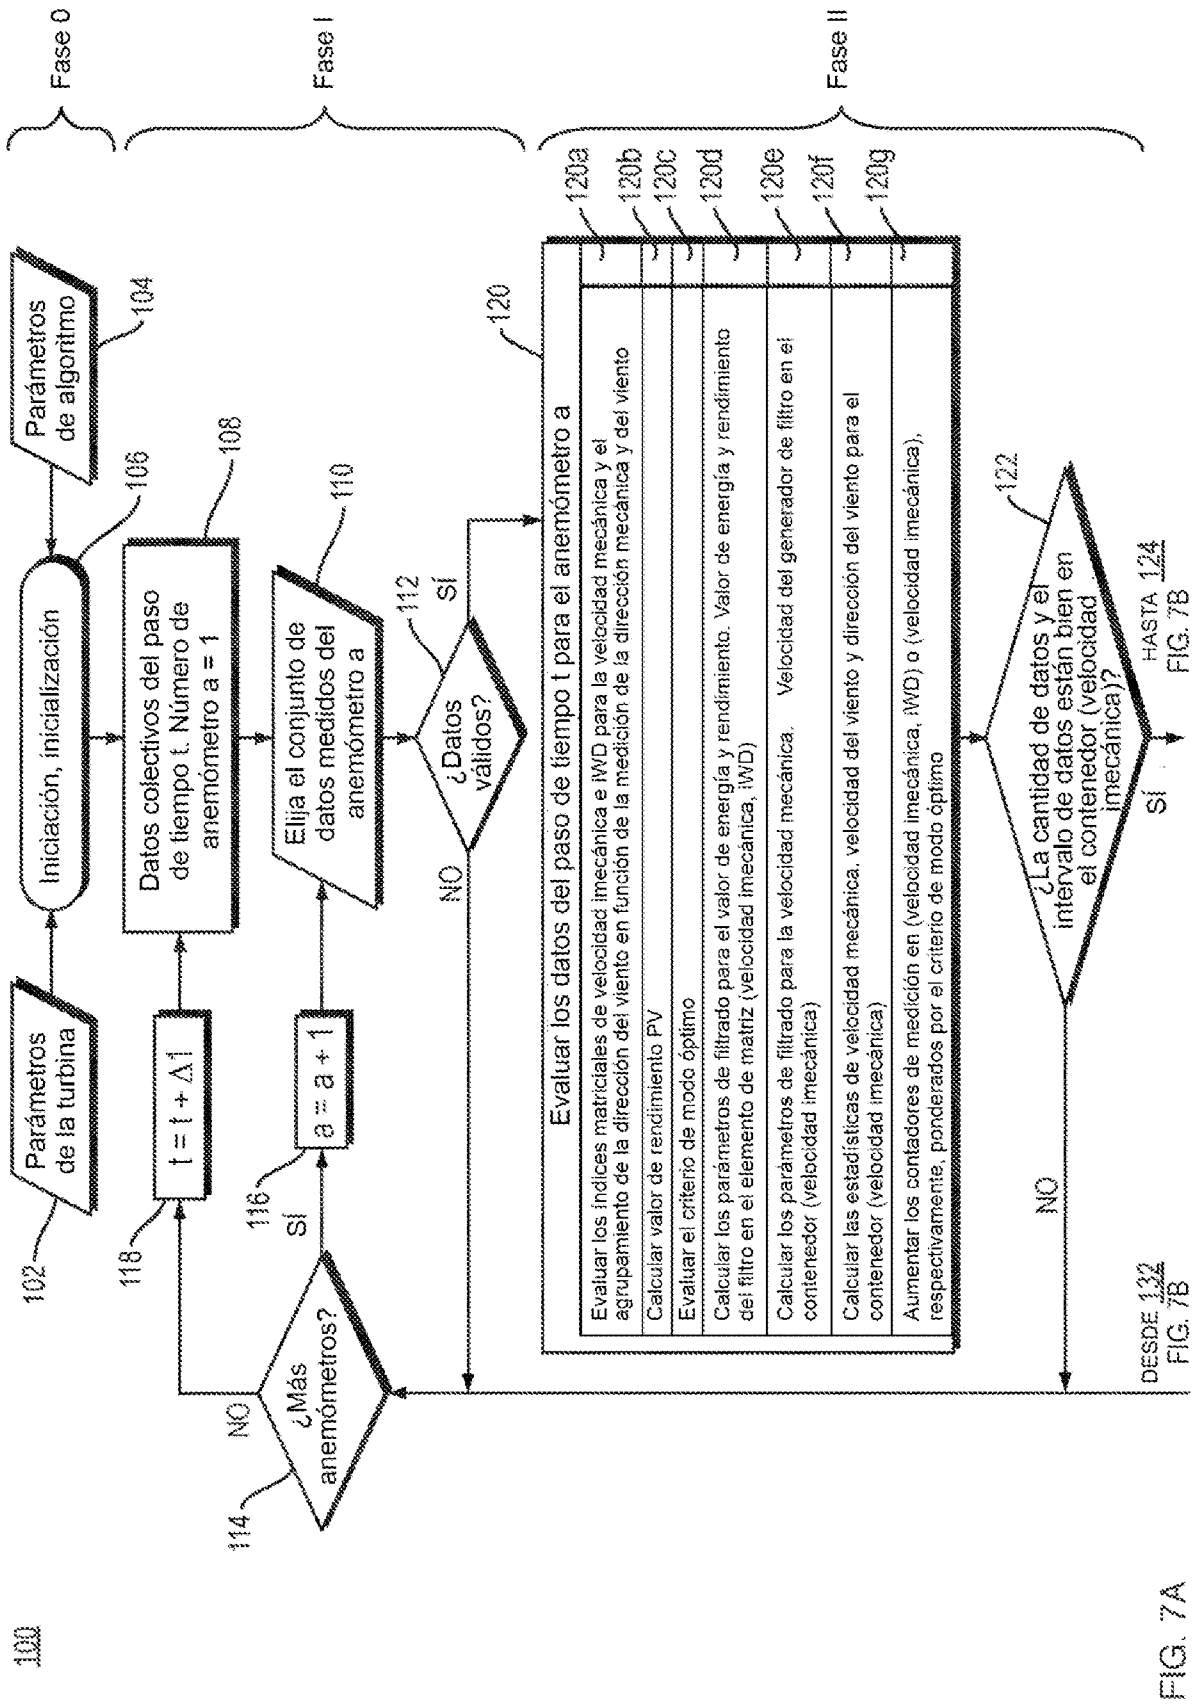 100
Fase 0
Fase I
Fase II
Parámetros
de la turbina
102
Iniciación, inicialización
106
Parámetros
de algoritmo
104
t = t + Δ1
118
Datos colectivos del paso
de tiempo t. Número de
anemómetro a = 1
108
a = a + 1
116
SÍ
Elija el conjunto de
datos medidos del
anemómetro a
110
¿Más
anemómetros?
114
NO
¿Datos
válidos?
112
NO
SÍ
120
Evaluar los datos del paso de tiempo t para el anemómetro a
Evaluar los índices matriciales de velocidad imecánica e iWD para la velocidad mecánica y el
agrupamiento de la dirección del viento en función de la medición de la dirección mecánica y del viento
120a
Calcular valor de rendimiento PV
120b
Evaluar el criterio de modo óptimo
120c
Calcular los parámetros de filtrado para el valor de energía y rendimiento. Valor de energía y rendimiento
del filtro en el elemento de matriz (velocidad imecánica, iWD)
120d
Calcular los parámetros de filtrado para la velocidad mecánica. Velocidad del generador de filtro en el
contenedor (velocidad imecánica)
120e
Calcular las estadísticas de velocidad mecánica, velocidad del viento y dirección del viento para el
contenedor (velocidad imecánica)
120f
Aumentar los contadores de medición en (velocidad imecánica, iWD) o (velocidad imecánica),
respectivamente, ponderados por el criterio de modo óptimo
120g
¿La cantidad de datos y el
intervalo de datos están bien en
el contenedor (velocidad
imecánica)?
122
NO
SÍ
HASTA 124
FIG. 7B
DESDE 132
FIG. 7B
FIG. 7A